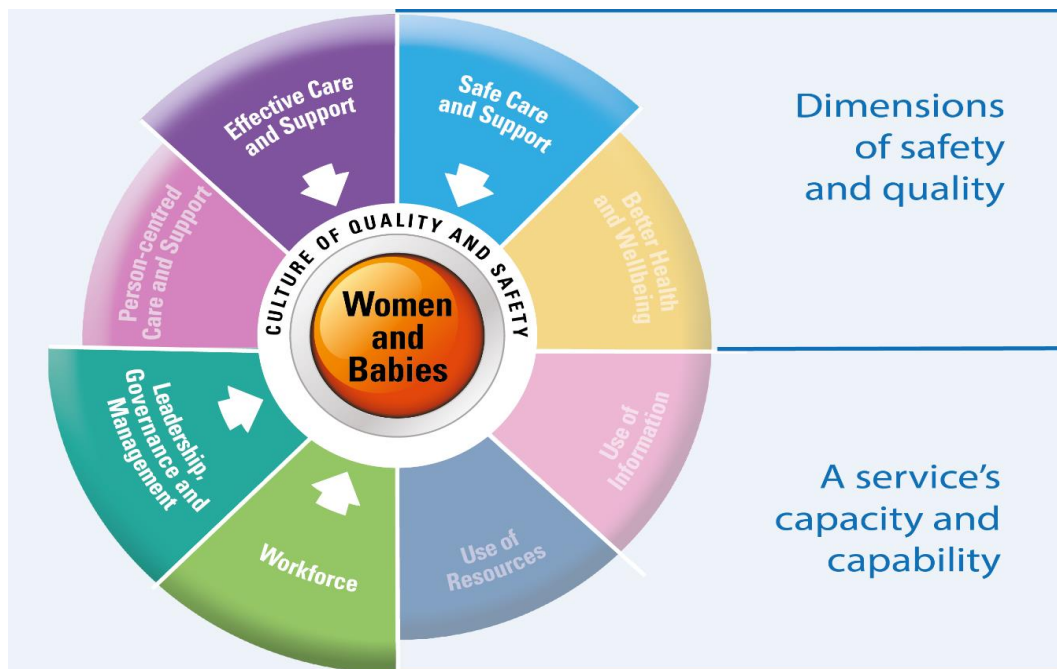 Effective Care
and Support
Safe Care
and Support
Person-centred
Care and Support
Better Health
and Wellbeing
CULTURE OF QUALITY AND SAFETY
Women
and
Babies
Leadership,
Governance and
Management
Workforce
Use of
Resources
Use of
Information
Dimensions
of safety
and quality
A service’s
capacity and
capability